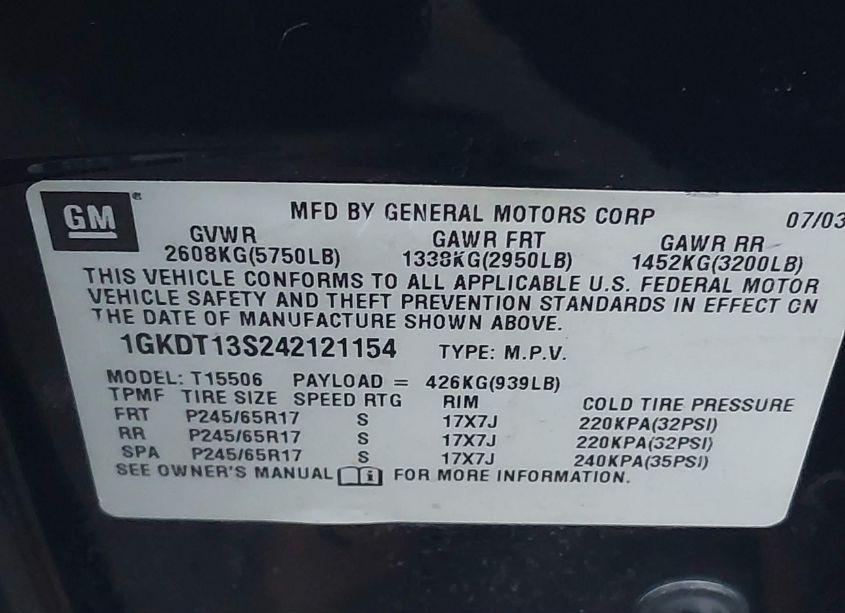 GM®
MFD BY GENERAL MOTORS CORP 07/03
GVWR GAWR FRT GAWR RR
2608KG(5750LB) 1338KG(2950LB) 1452KG(3200LB)
THIS VEHICLE CONFORMS TO ALL APPLICABLE U.S. FEDERAL MOTOR
VEHICLE SAFETY AND THEFT PREVENTION STANDARDS IN EFFECT ON
THE DATE OF MANUFACTURE SHOWN ABOVE.
1GKDT13S242121154 TYPE: M.P.V.
MODEL: T15506 PAYLOAD = 426KG(939LB)
TPMF TIRE SIZE SPEED RTG RIM COLD TIRE PRESSURE
FRT P245/65R17 S 17X7J 220KPA(32PSI)
RR P245/65R17 S 17X7J 220KPA(32PSI)
SPA P245/65R17 S 17X7J 240KPA(35PSI)
SEE OWNER'S MANUAL i FOR MORE INFORMATION.